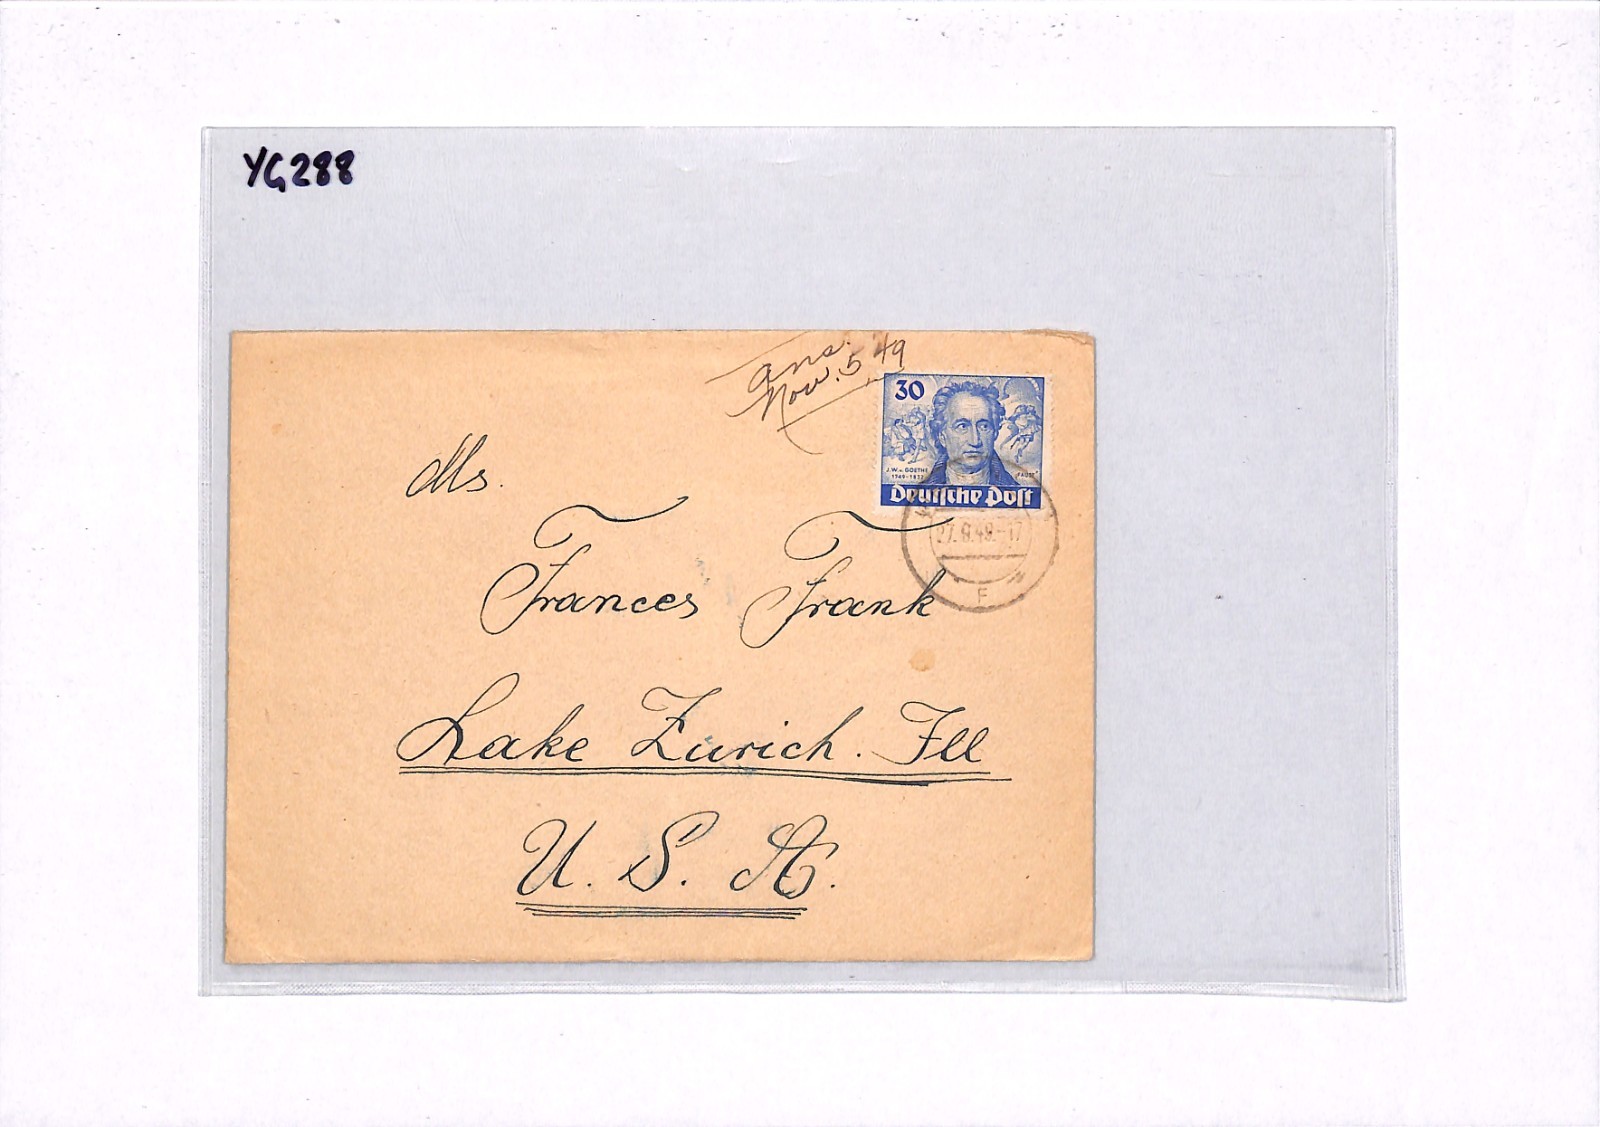 YG288
ans.
Nov. 5, 49
30
J.W.v. GOETHE
1749-1832
"FAUST"
Deutsche Post
27.9.49.-17
F
Ms.
Frances Frank
Lake Zurich. Ill
U. S. A.